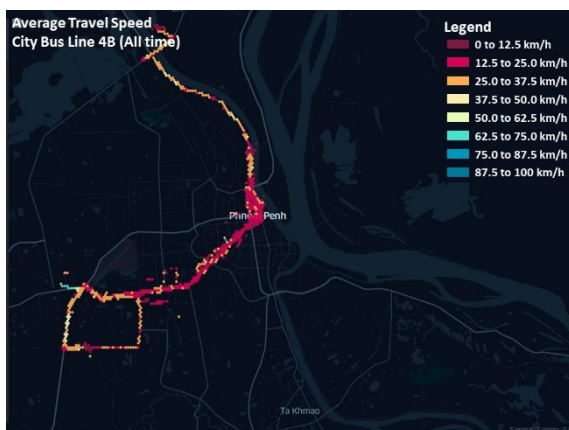 Average Travel Speed
City Bus Line 4B (All time)
Legend
0 to 12.5 km/h
12.5 to 25.0 km/h
25.0 to 37.5 km/h
37.5 to 50.0 km/h
50.0 to 62.5 km/h
62.5 to 75.0 km/h
75.0 to 87.5 km/h
87.5 to 100 km/h
Phnom Penh
Ta Khmao